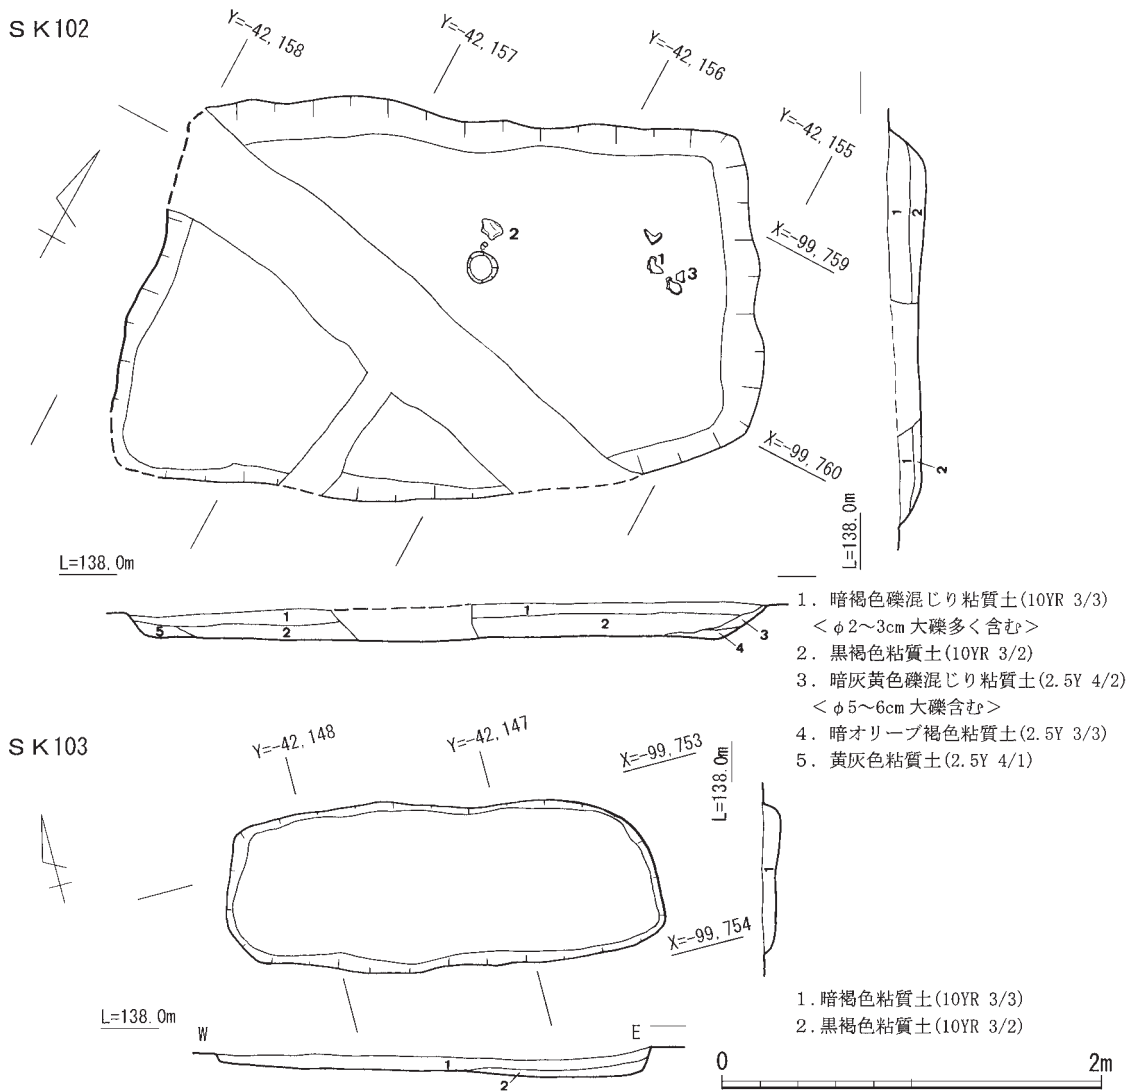 SK102
Y=-42,158
Y=-42,157
Y=-42,156
Y=-42,155
X=-99,759
X=-99,760
2
1
3
1
2
1
2
L=138.0m
L=138.0m
1
2
5
1
2
3
4
1. 暗褐色礫混じり粘質土(10YR 3/3)
<φ2～3cm大礫多く含む>
2. 黒褐色粘質土(10YR 3/2)
3. 暗灰黄色礫混じり粘質土(2.5Y 4/2)
<φ5～6cm大礫含む>
4. 暗オリーブ褐色粘質土(2.5Y 3/3)
5. 黄灰色粘質土(2.5Y 4/1)
SK103
Y=-42,148
Y=-42,147
X=-99,753
X=-99,754
L=138.0m
1
L=138.0m
W
E
1
2
1. 暗褐色粘質土(10YR 3/3)
2. 黒褐色粘質土(10YR 3/2)
0
2m